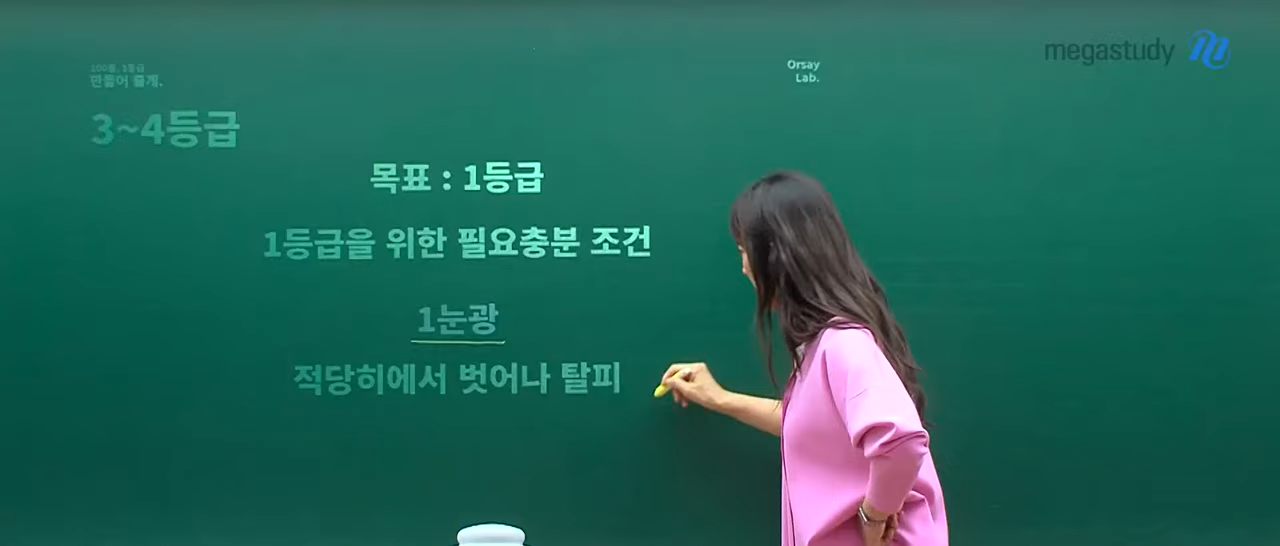 100일, 1등급
만들어 줄게.
Orsay
Lab.
megastudy
3~4등급
목표 : 1등급
1등급을 위한 필요충분 조건
1눈광
적당히에서 벗어나 탈피